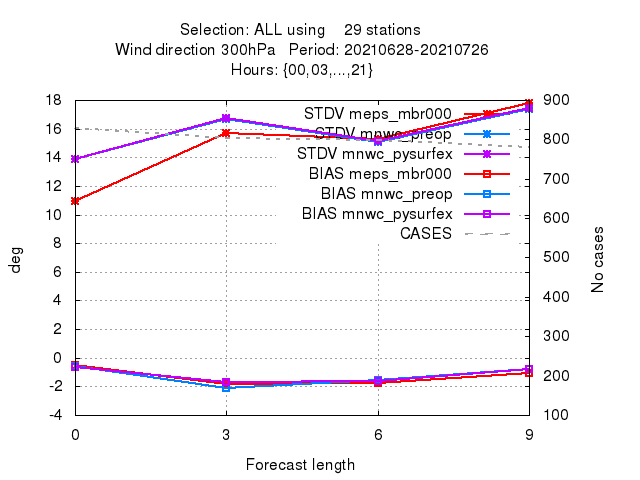 Selection: ALL using 29 stations
Wind direction 300hPa Period: 20210628-20210726
Hours: {00,03,...,21}
18 900
STDV meps_mbr000
16 800
STDV mnwc_preop
STDV mnwc_pysurfex
14 700
BIAS meps_mbr000
12 BIAS mnwc_preop
10 600
BIAS mnwc_pysurfex
CASES
8 500
6 400
4 300
2
0 200
-2
-4 100
deg
No cases
0 3 6 9
Forecast length